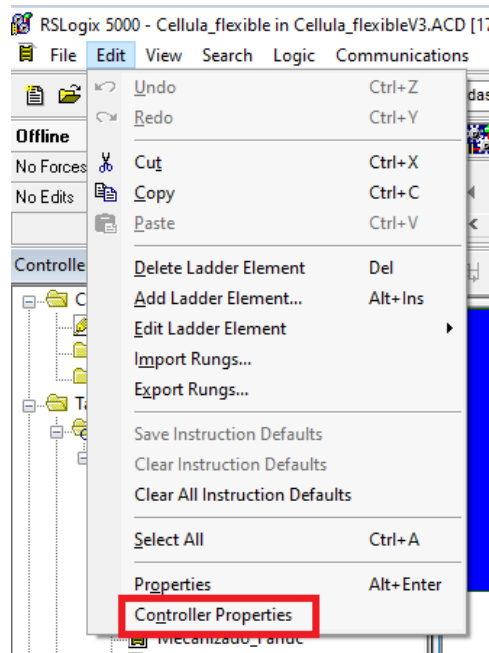 RSLogix 5000 - Cellula_flexible in Cellula_flexibleV3.ACD [17
File Edit View Search Logic Communications
Undo Ctrl+Z
das
Redo Ctrl+Y
Offline
No Forces
Cut Ctrl+X
No Edits
Copy Ctrl+C
Paste Ctrl+V
Controlle
Delete Ladder Element Del
C
Add Ladder Element... Alt+Ins
Edit Ladder Element
Import Rungs...
Export Rungs...
Ta
Save Instruction Defaults
Clear Instruction Defaults
Clear All Instruction Defaults
Select All Ctrl+A
Properties Alt+Enter
Controller Properties
Mecanizado_Fanuc